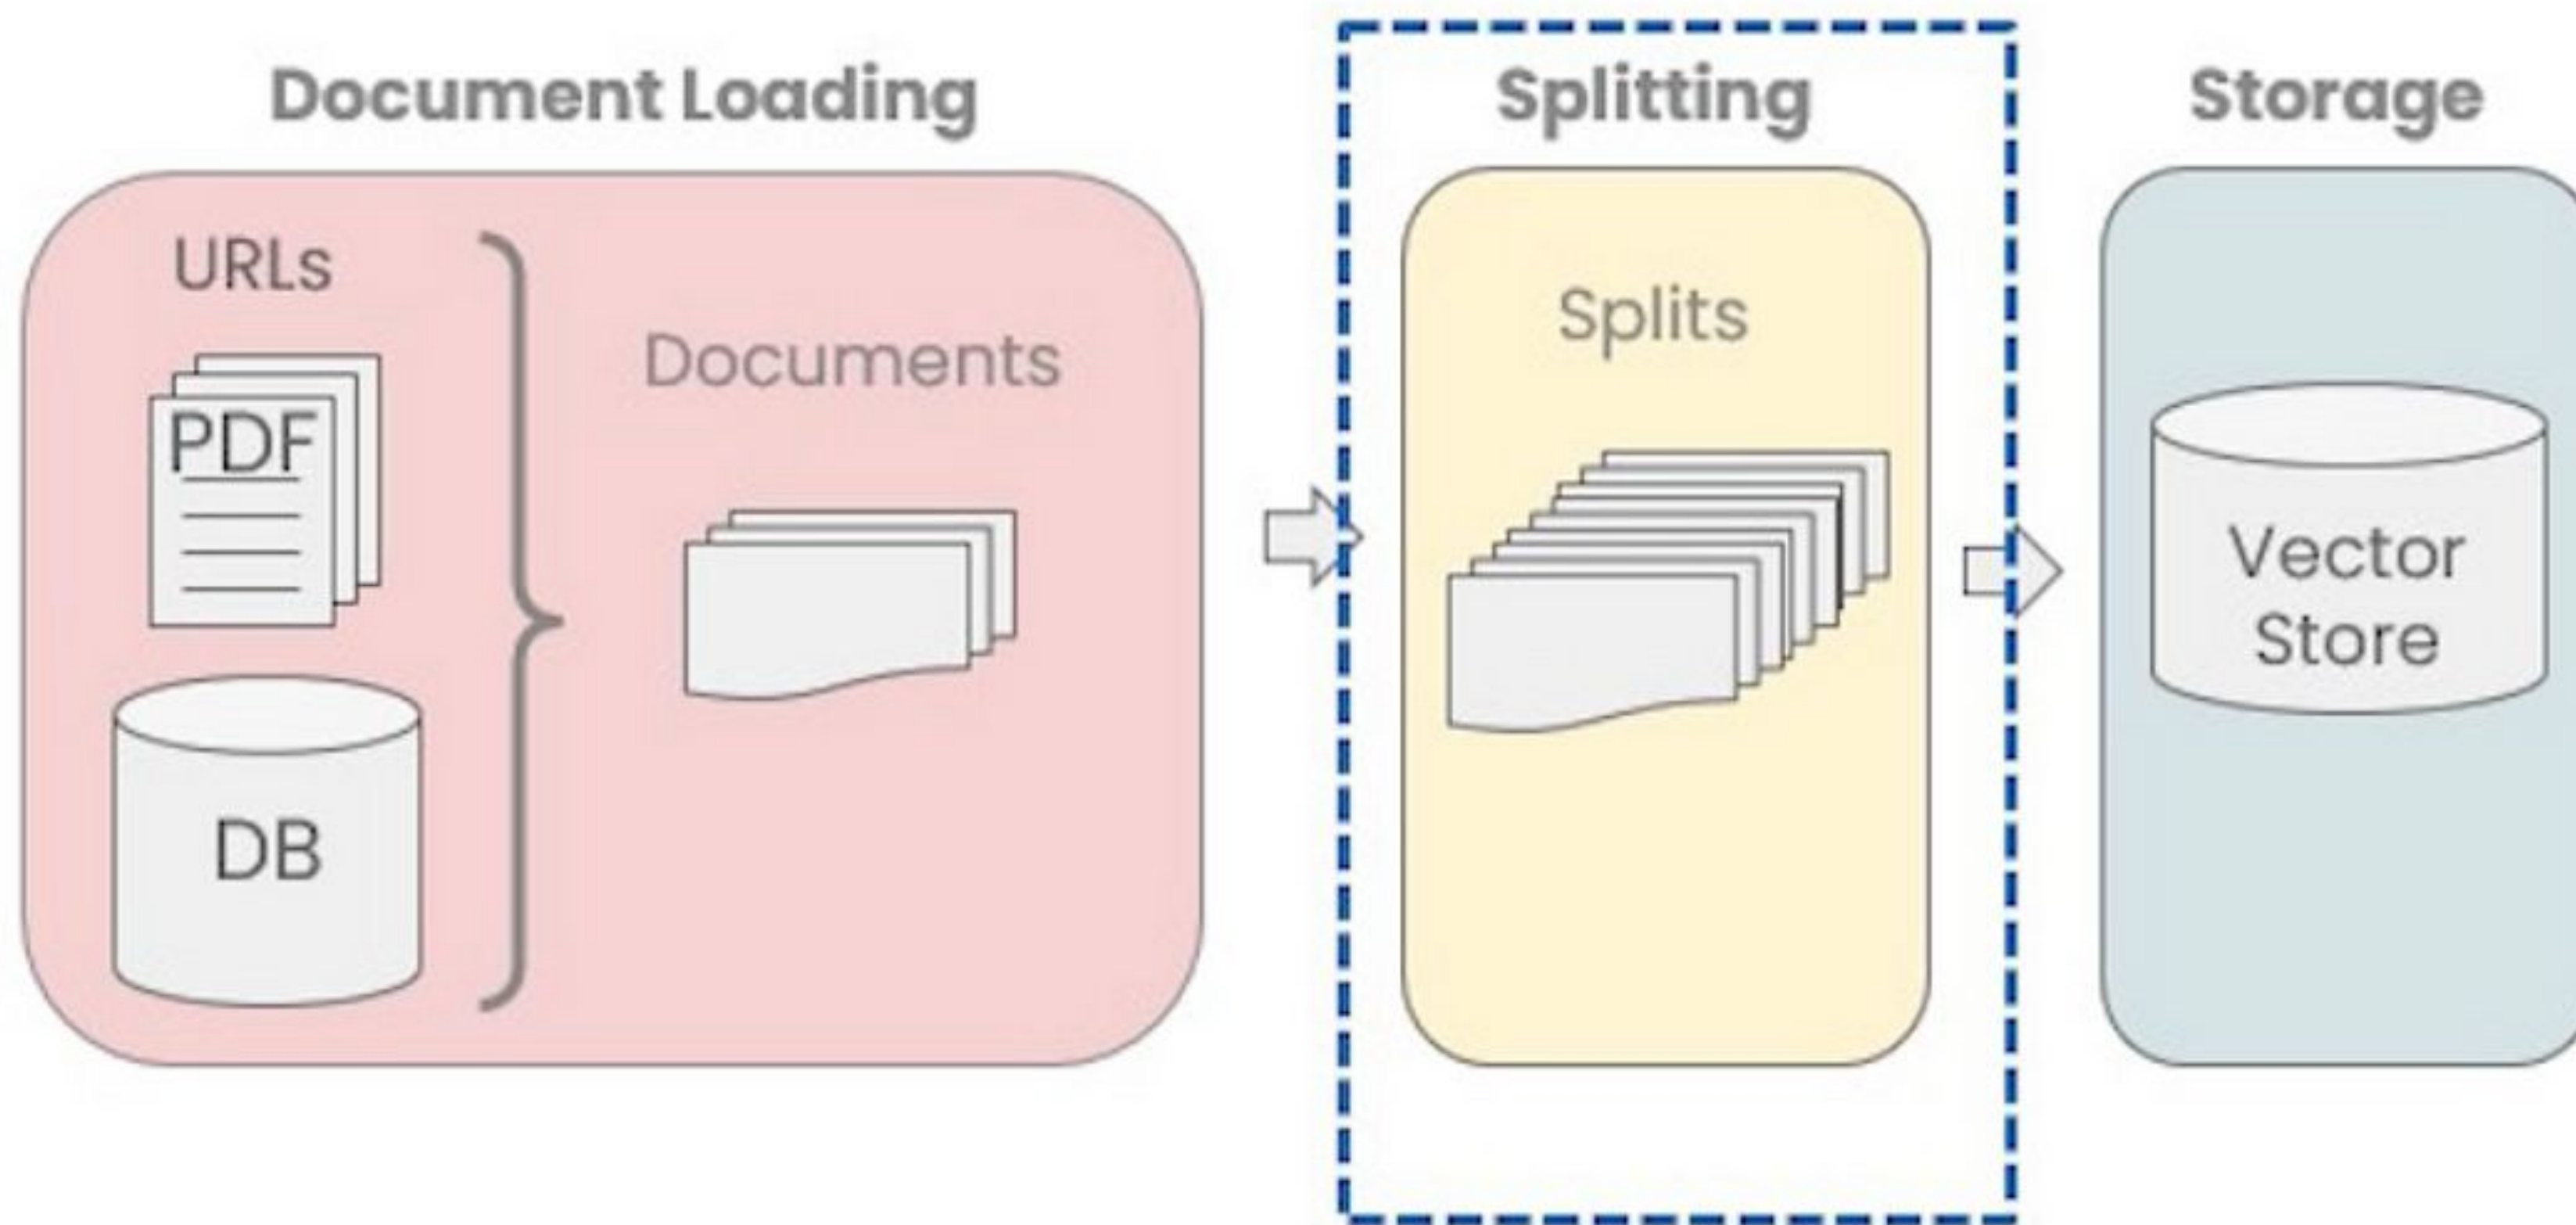 Document Loading
Splitting
Storage
URLs
PDF
DB
Documents
Splits
Vector
Store